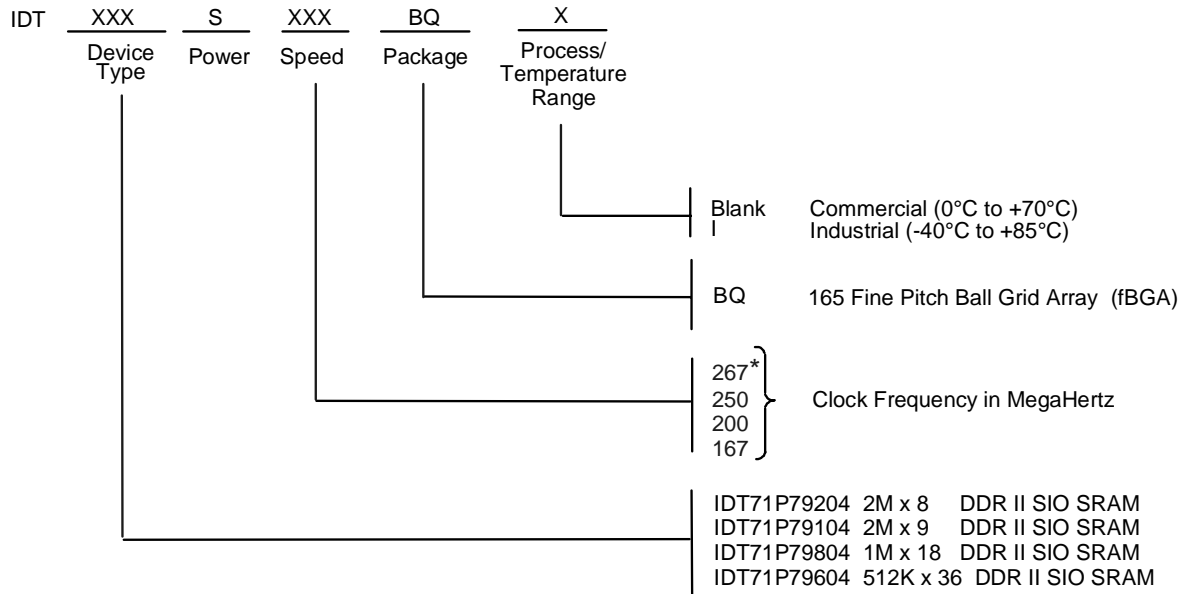 IDT XXX S XXX BQ X
Device Type Power Speed Package Process/ Temperature Range
Blank Commercial (0°C to +70°C)
I Industrial (-40°C to +85°C)
BQ 165 Fine Pitch Ball Grid Array (fBGA)
267*
250 Clock Frequency in MegaHertz
200
167
IDT71P79204 2M x 8 DDR II SIO SRAM
IDT71P79104 2M x 9 DDR II SIO SRAM
IDT71P79804 1M x 18 DDR II SIO SRAM
IDT71P79604 512K x 36 DDR II SIO SRAM